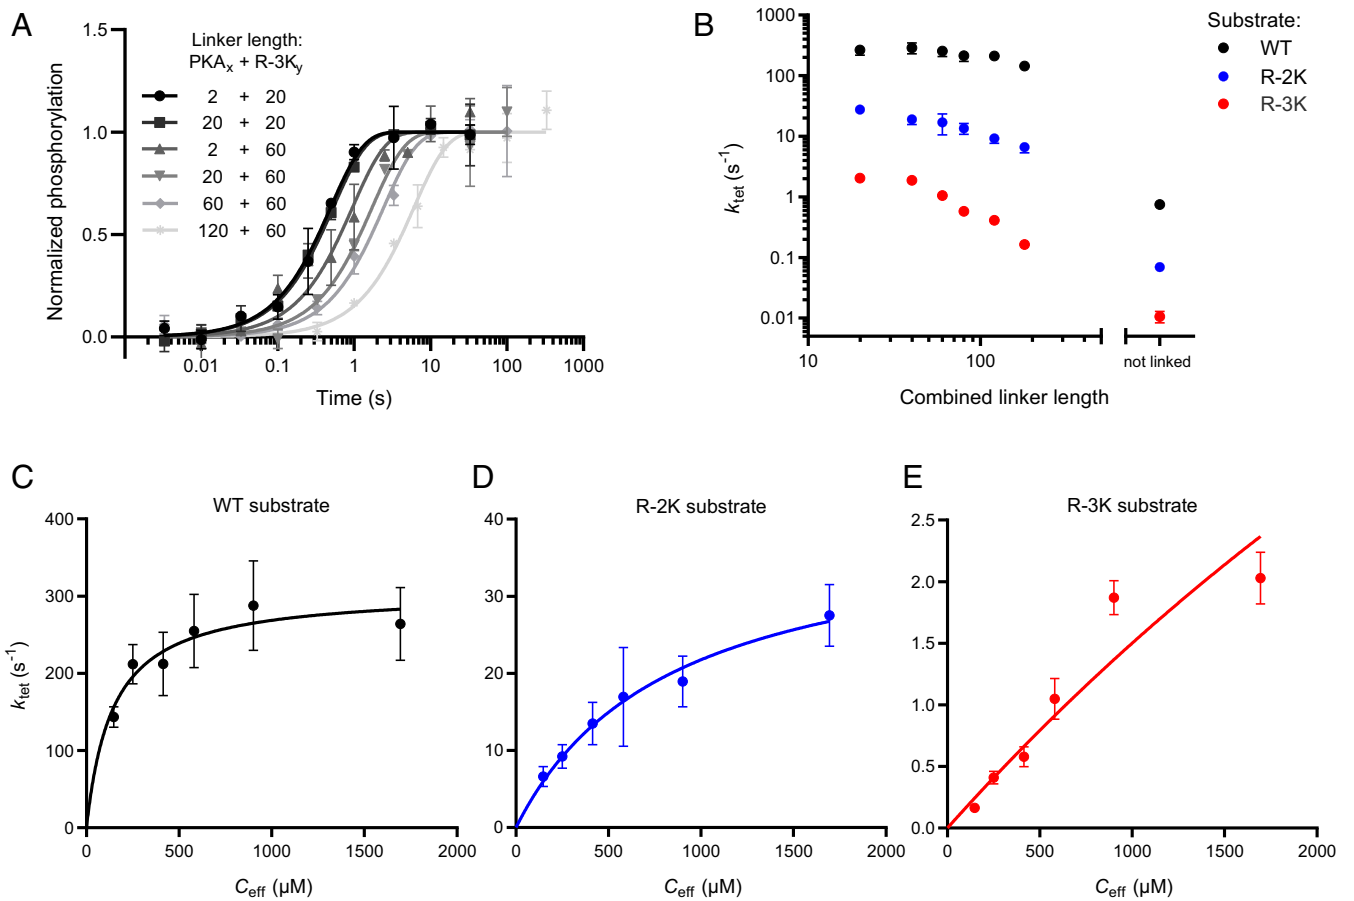 A
Linker length:
PKAx + R-3Ky
2 + 20
20 + 20
2 + 60
20 + 60
60 + 60
120 + 60
Normalized phosphorylation
1.5
1.0
0.5
0.0
0.01 0.1 1 10 100 1000
Time (s)
B
Substrate:
WT
R-2K
R-3K
ktet (s-1)
1000
100
10
1
0.1
0.01
10 100 not linked
Combined linker length
C
WT substrate
ktet (s-1)
400
300
200
100
0
0 500 1000 1500 2000
Ceff (µM)
D
R-2K substrate
40
30
20
10
0
0 500 1000 1500 2000
Ceff (µM)
E
R-3K substrate
2.5
2.0
1.5
1.0
0.5
0.0
0 500 1000 1500 2000
Ceff (µM)